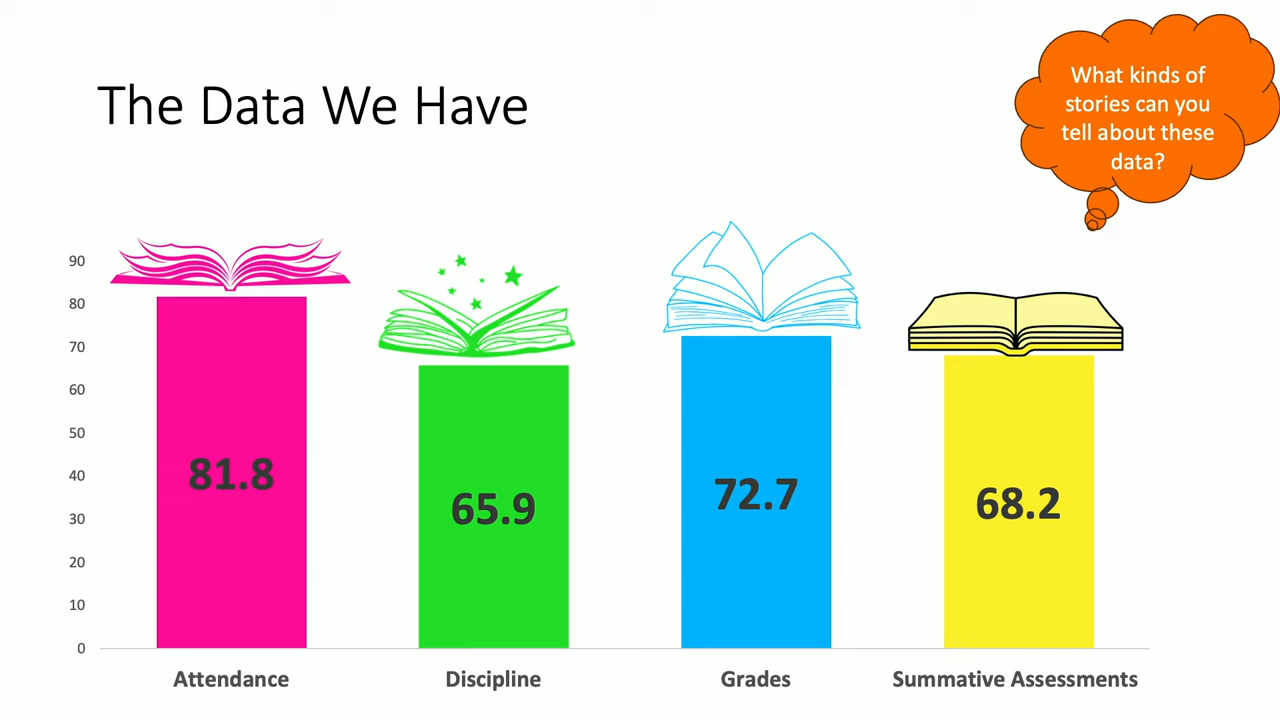 The Data We Have
What kinds of
stories can you
tell about these
data?
90
80
70
60
50
40
30
20
10
0
81.8
65.9
72.7
68.2
Attendance
Discipline
Grades
Summative Assessments